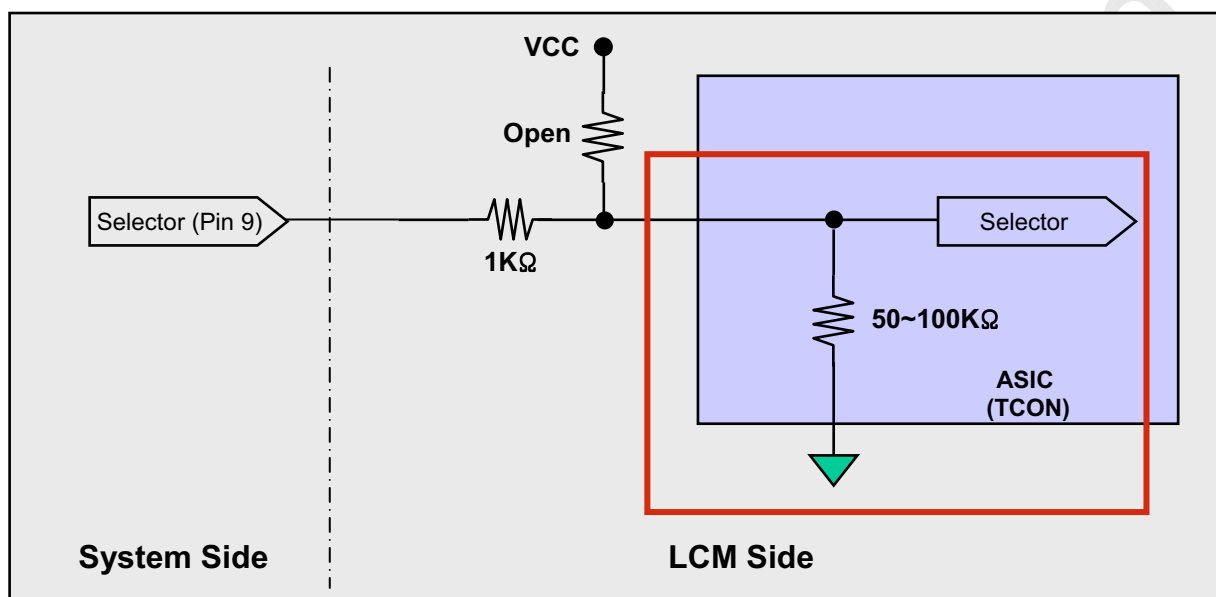 VCC
Open
Selector (Pin 9)
Selector
1KΩ
50~100KΩ
ASIC
(TCON)
System Side
LCM Side